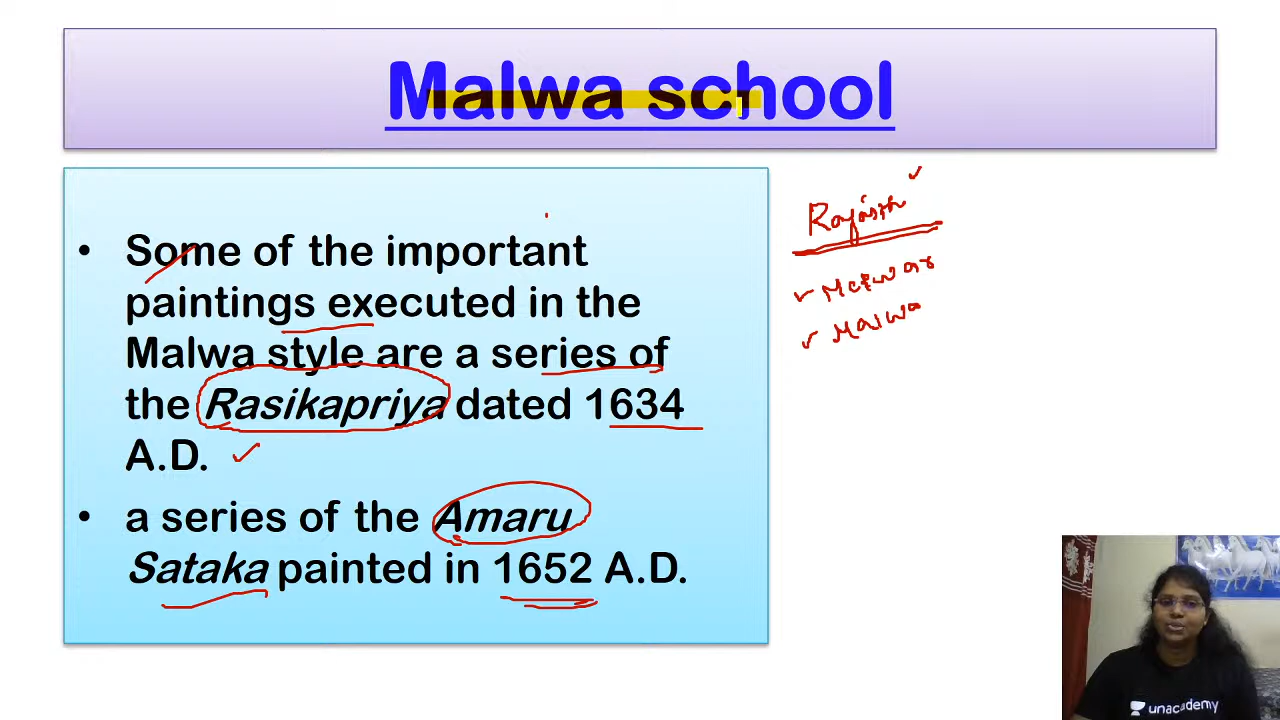 Malwa school
• Some of the important
paintings executed in the
Malwa style are a series of
the Rasikapriya dated 1634
A.D.
• a series of the Amaru
Sataka painted in 1652 A.D.
Rajasth
Mewar
Malwa
unacademy